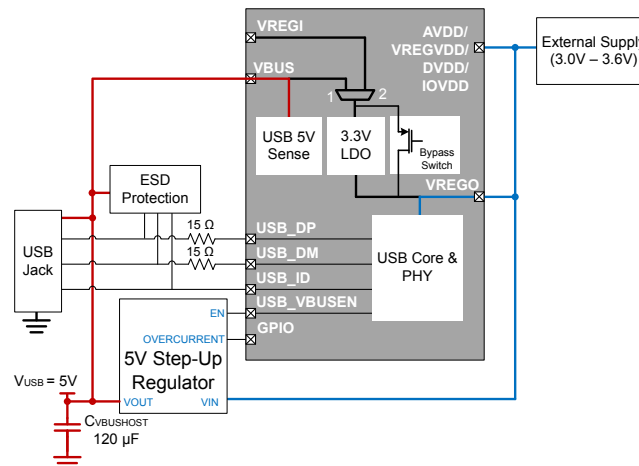 VREGI
VBUS
AVDD/
VREGVDD/
DVDD/
IOVDD
External Supply
(3.0V – 3.6V)
1
2
USB 5V
Sense
3.3V
LDO
Bypass
Switch
VREGO
ESD
Protection
15 Ω
15 Ω
USB
Jack
USB_DP
USB_DM
USB_ID
USB_VBUSEN
GPIO
USB Core &
PHY
EN
OVERCURRENT
5V Step-Up
Regulator
VOUT
VIN
VUSB = 5V
CVBUSHOST
120 µF